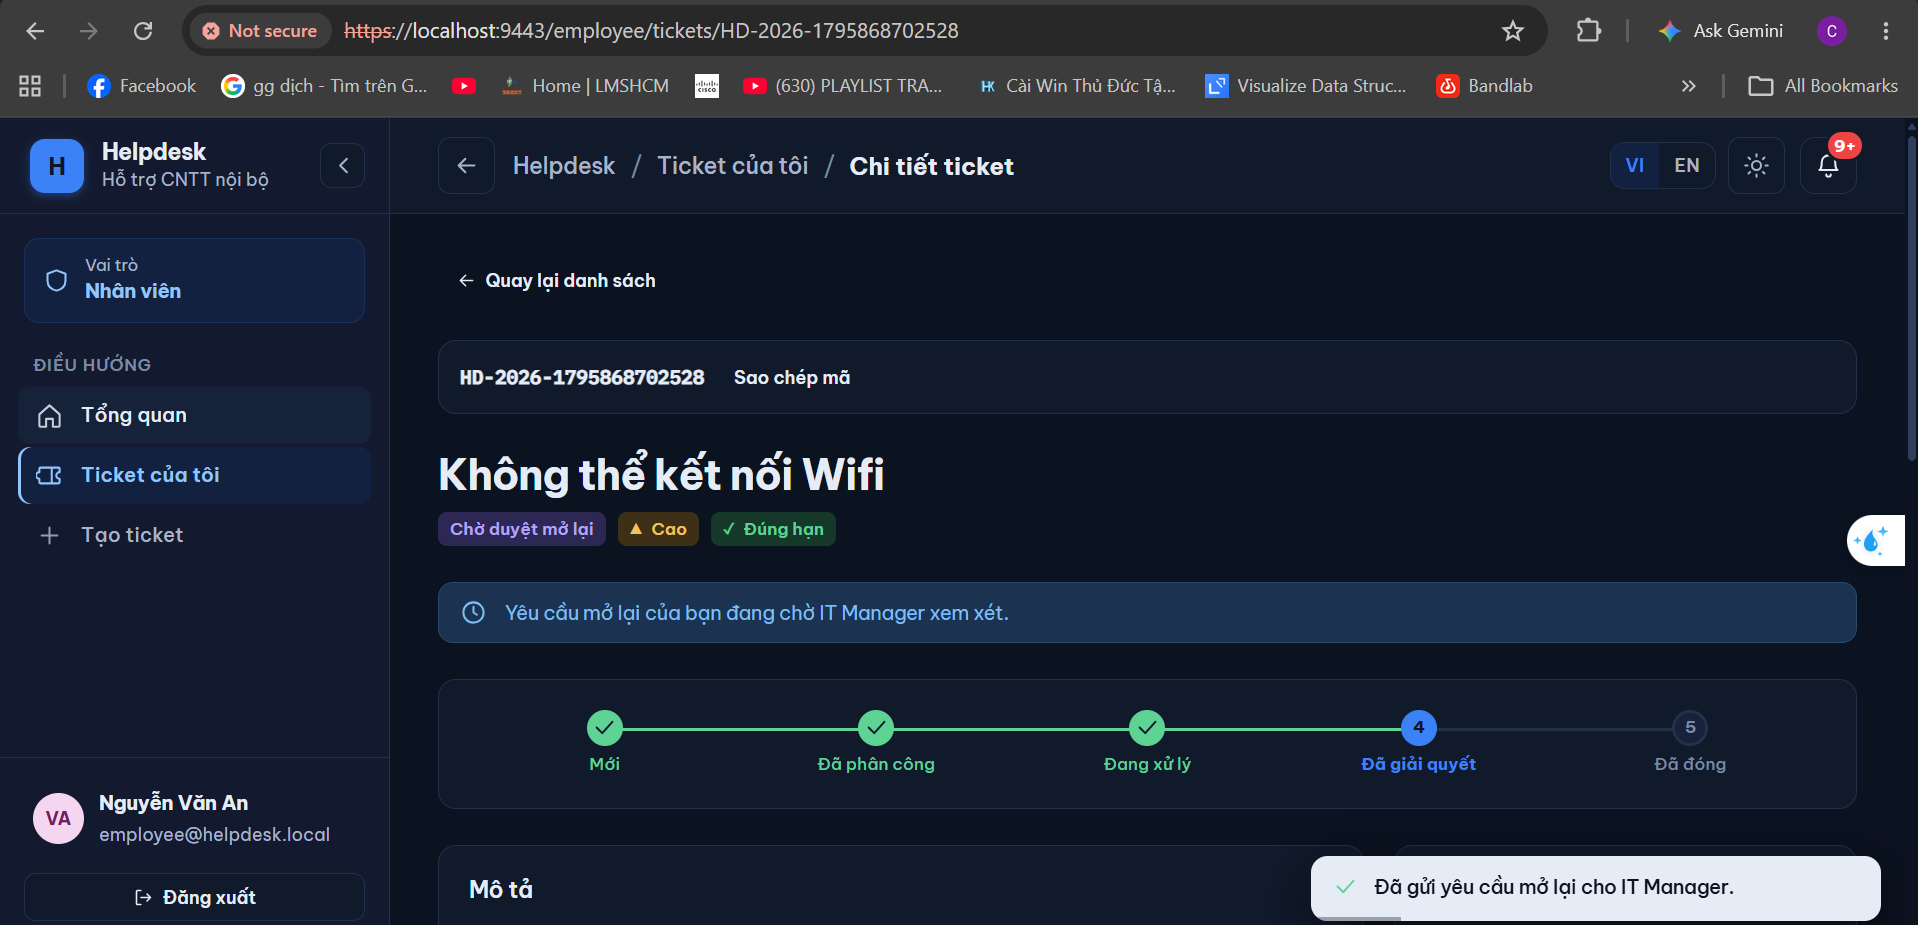 Not secure
https://localhost:9443/employee/tickets/HD-2026-1795868702528
Ask Gemini
C
Facebook
gg dịch - Tìm trên G...
Home | LMSHCM
CISCO
(630) PLAYLIST TRA...
HK
Cài Win Thủ Đức Tậ...
Visualize Data Struc...
Bandlab
All Bookmarks
H
Helpdesk
Hỗ trợ CNTT nội bộ
Helpdesk / Ticket của tôi / Chi tiết ticket
VI
EN
9+
Vai trò
Nhân viên
ĐIỀU HƯỚNG
Tổng quan
Ticket của tôi
Tạo ticket
Quay lại danh sách
HD-2026-1795868702528
Sao chép mã
Không thể kết nối Wifi
Chờ duyệt mở lại
Cao
Đúng hạn
Yêu cầu mở lại của bạn đang chờ IT Manager xem xét.
Mới
Đã phân công
Đang xử lý
4
Đã giải quyết
5
Đã đóng
Mô tả
Đã gửi yêu cầu mở lại cho IT Manager.
VA
Nguyễn Văn An
employee@helpdesk.local
Đăng xuất